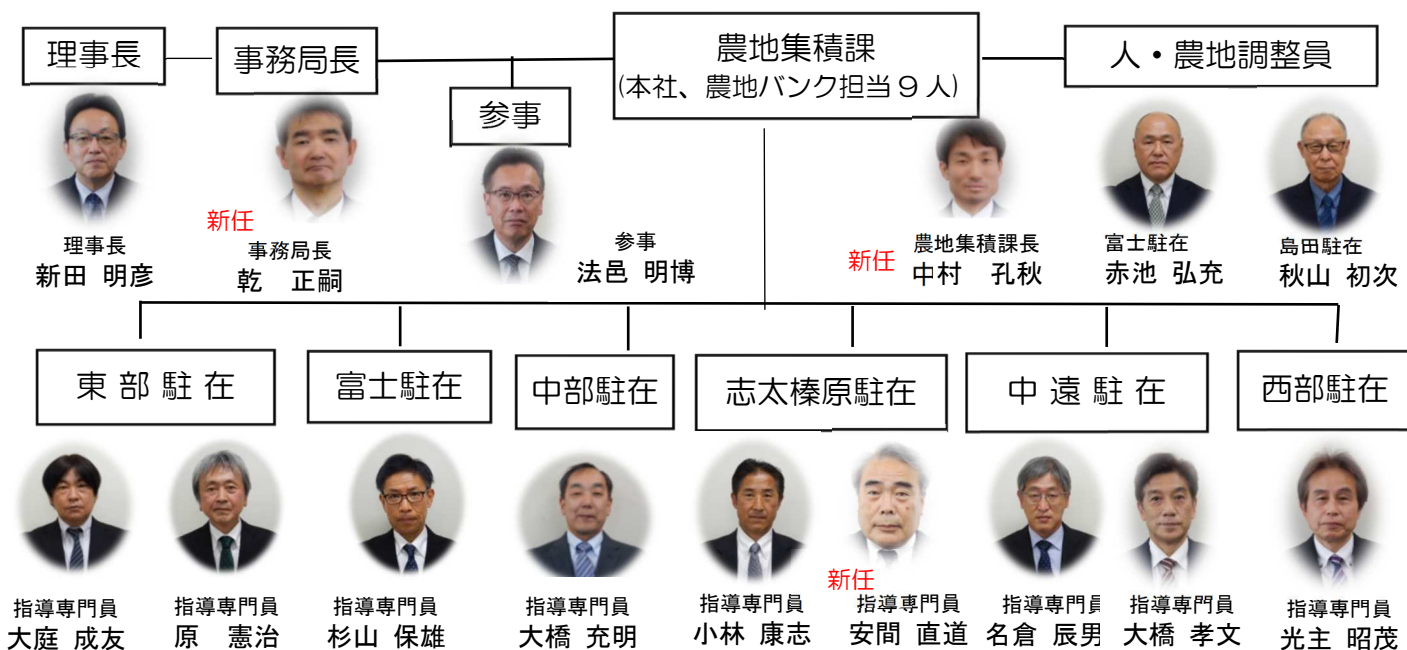 理事長
事務局長
参事
農地集積課
(本社、農地バンク担当９人)
人・農地調整員
新任
理事長
新田 明彦
事務局長
乾 正嗣
参事
法邑 明博
新任
農地集積課長
中村 孔秋
富士駐在
赤池 弘充
島田駐在
秋山 初次
東部駐在
富士駐在
中部駐在
志太榛原駐在
中遠駐在
西部駐在
指導専門員
大庭 成友
指導専門員
原 憲治
指導専門員
杉山 保雄
指導専門員
大橋 充明
指導専門員
小林 康志
新任
指導専門員
安間 直道
指導専門員
名倉 辰男
指導専門員
大橋 孝文
指導専門員
光主 昭茂